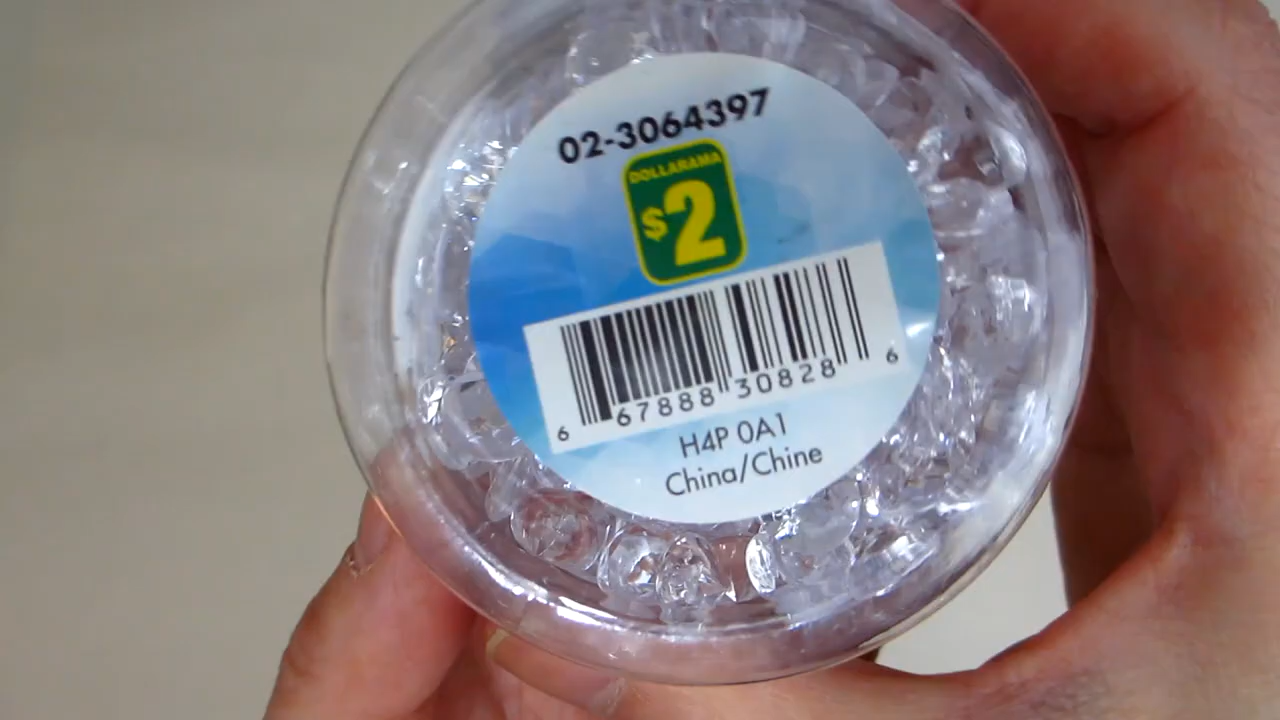 02-3064397
DOLLARAMA
$2
6 67888 30828 6
H4P 0A1
China/Chine